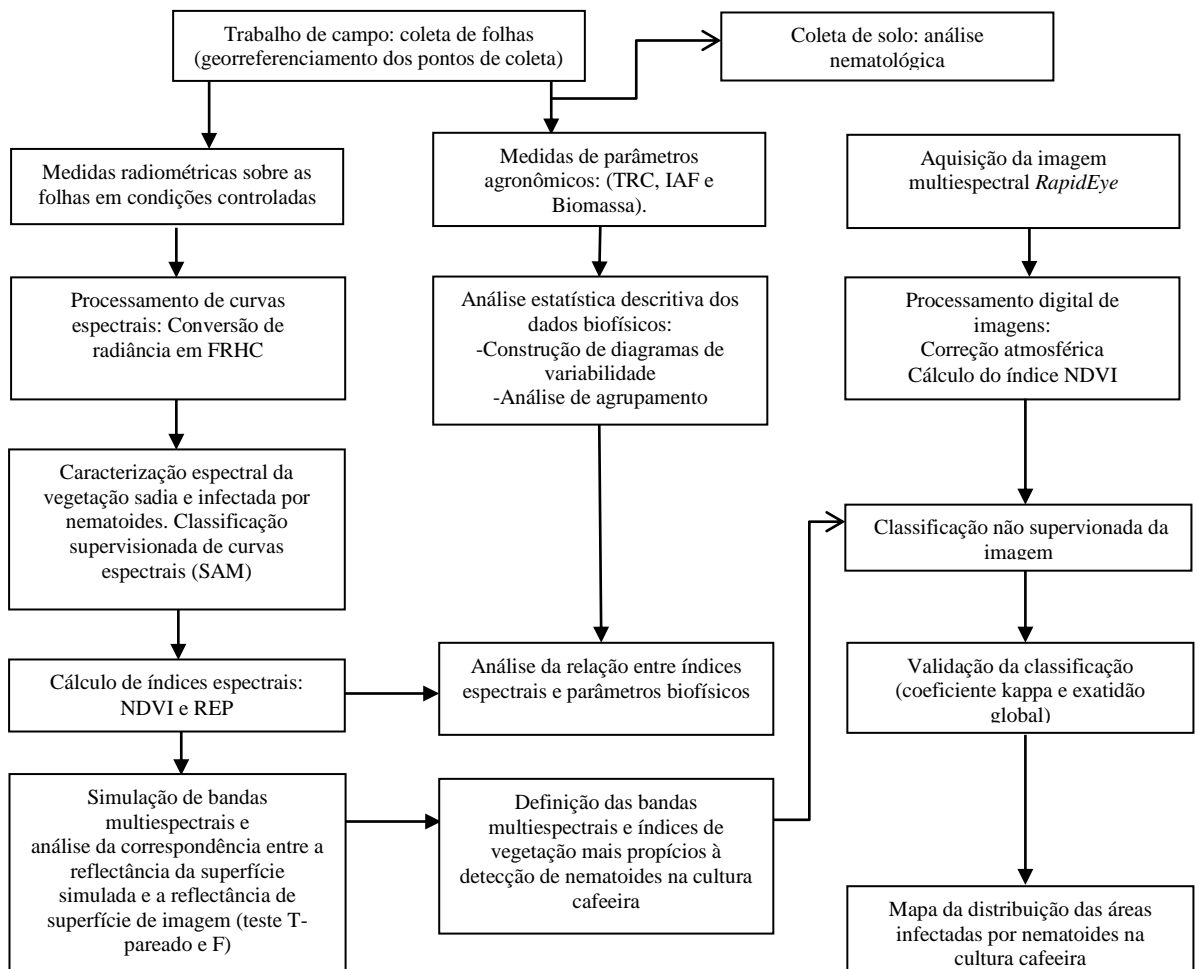 Trabalho de campo: coleta de folhas
(georreferenciamento dos pontos de coleta)
Coleta de solo: análise
nematológica
Medidas radiométricas sobre as
folhas em condições controladas
Medidas de parâmetros
agronômicos: (TRC, IAF e
Biomassa).
Aquisição da imagem
multiespectral RapidEye
Processamento de curvas
espectrais: Conversão de
radiância em FRHC
Análise estatística descritiva dos
dados biofísicos:
-Construção de diagramas de
variabilidade
-Análise de agrupamento
Processamento digital de
imagens:
Correção atmosférica
Cálculo do índice NDVI
Caracterização espectral da
vegetação sadia e infectada por
nematoides. Classificação
supervisionada de curvas
espectrais (SAM)
Classificação não supervionada da
imagem
Cálculo de índices espectrais:
NDVI e REP
Análise da relação entre índices
espectrais e parâmetros biofísicos
Validação da classificação
(coeficiente kappa e exatidão
global)
Simulação de bandas
multiespectrais e
análise da correspondência entre a
reflectância da superfície
simulada e a reflectância de
superfície de imagem (teste T-
pareado e F)
Definição das bandas
multiespectrais e índices de
vegetação mais propícios à
detecção de nematoides na cultura
cafeeira
Mapa da distribuição das áreas
infectadas por nematoides na
cultura cafeeira